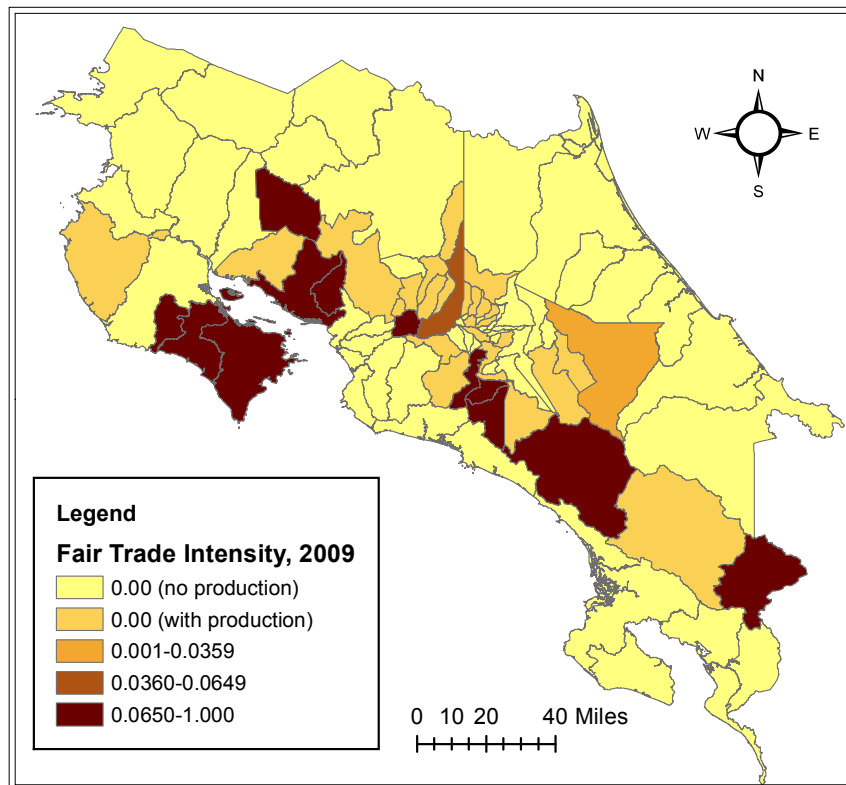 N
W E
S
Legend
Fair Trade Intensity, 2009
0.00 (no production)
0.00 (with production)
0.001-0.0359
0.0360-0.0649
0.0650-1.000
0 10 20 40 Miles